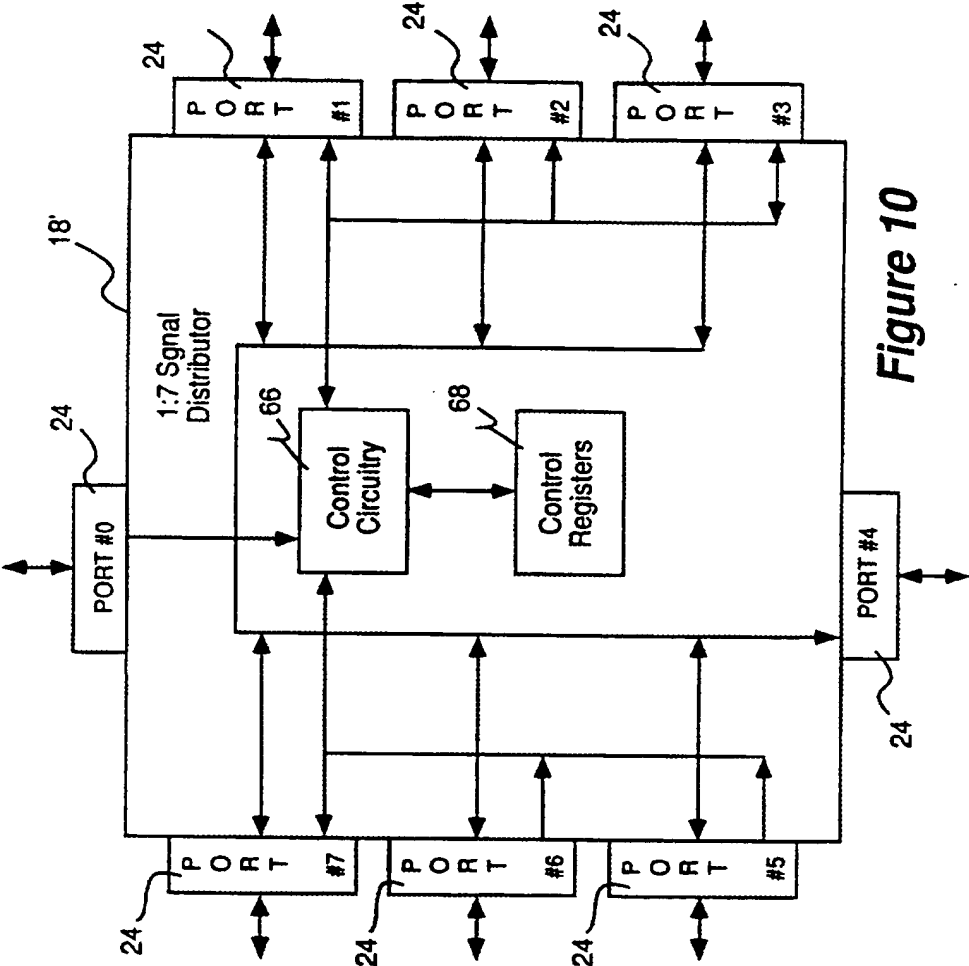 24
24
24
24
18'
PORT #0
P
O
R
T
#7
P
O
R
T
#1
1:7 Sgnal
Distributor
24
66
Control
Circuitry
P
O
R
T
#6
P
O
R
T
#2
24
68
Control
Registers
P
O
R
T
#5
P
O
R
T
#3
24
PORT #4
24
Figure 10